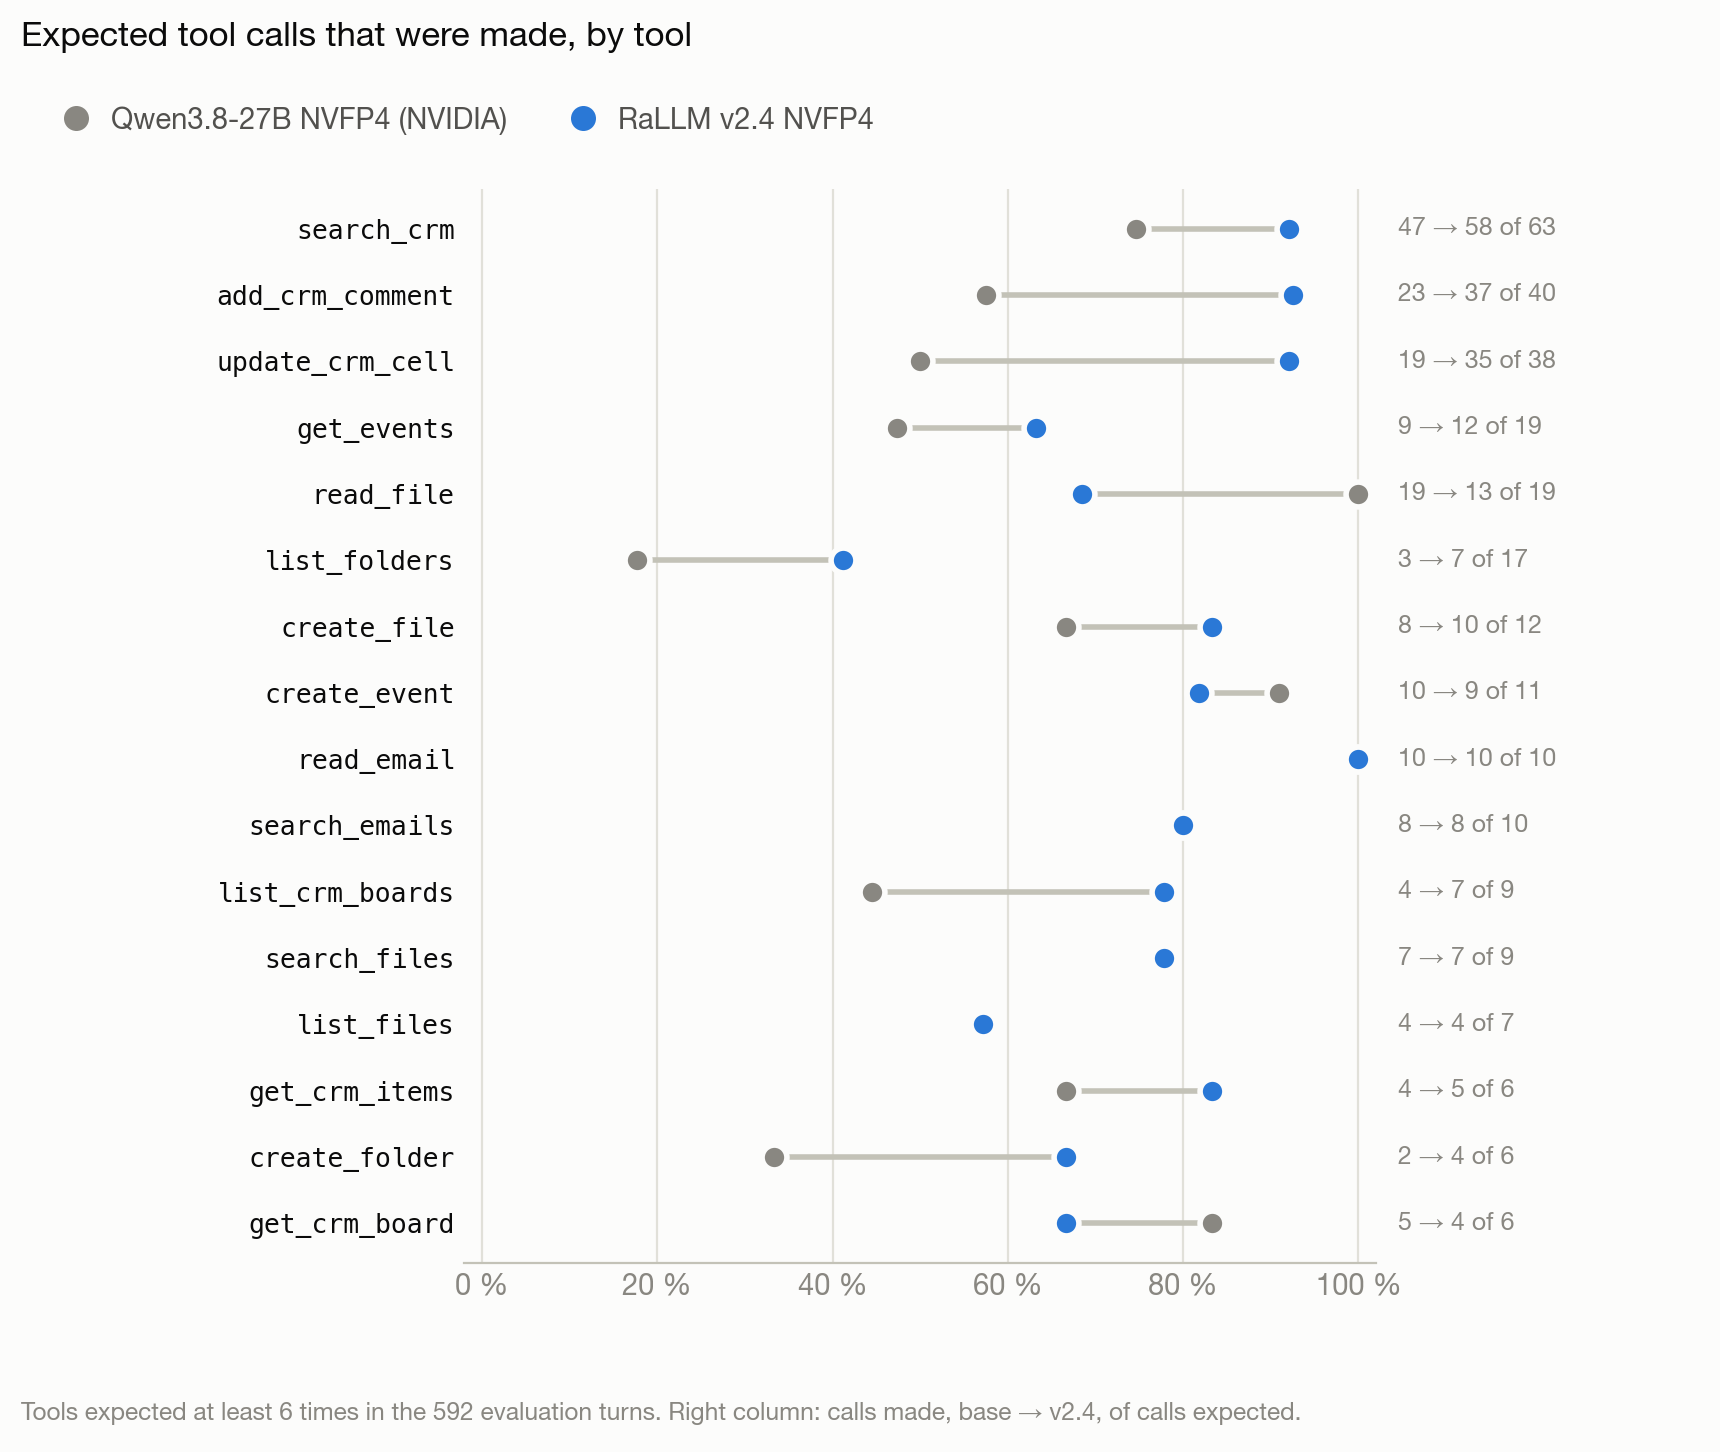 Expected tool calls that were made, by tool
Qwen3.8-27B NVFP4 (NVIDIA) RaLLM v2.4 NVFP4
search_crm 47 → 58 of 63
add_crm_comment 23 → 37 of 40
update_crm_cell 19 → 35 of 38
get_events 9 → 12 of 19
read_file 19 → 13 of 19
list_folders 3 → 7 of 17
create_file 8 → 10 of 12
create_event 10 → 9 of 11
read_email 10 → 10 of 10
search_emails 8 → 8 of 10
list_crm_boards 4 → 7 of 9
search_files 7 → 7 of 9
list_files 4 → 4 of 7
get_crm_items 4 → 5 of 6
create_folder 2 → 4 of 6
get_crm_board 5 → 4 of 6
0 % 20 % 40 % 60 % 80 % 100 %
Tools expected at least 6 times in the 592 evaluation turns. Right column: calls made, base → v2.4, of calls expected.